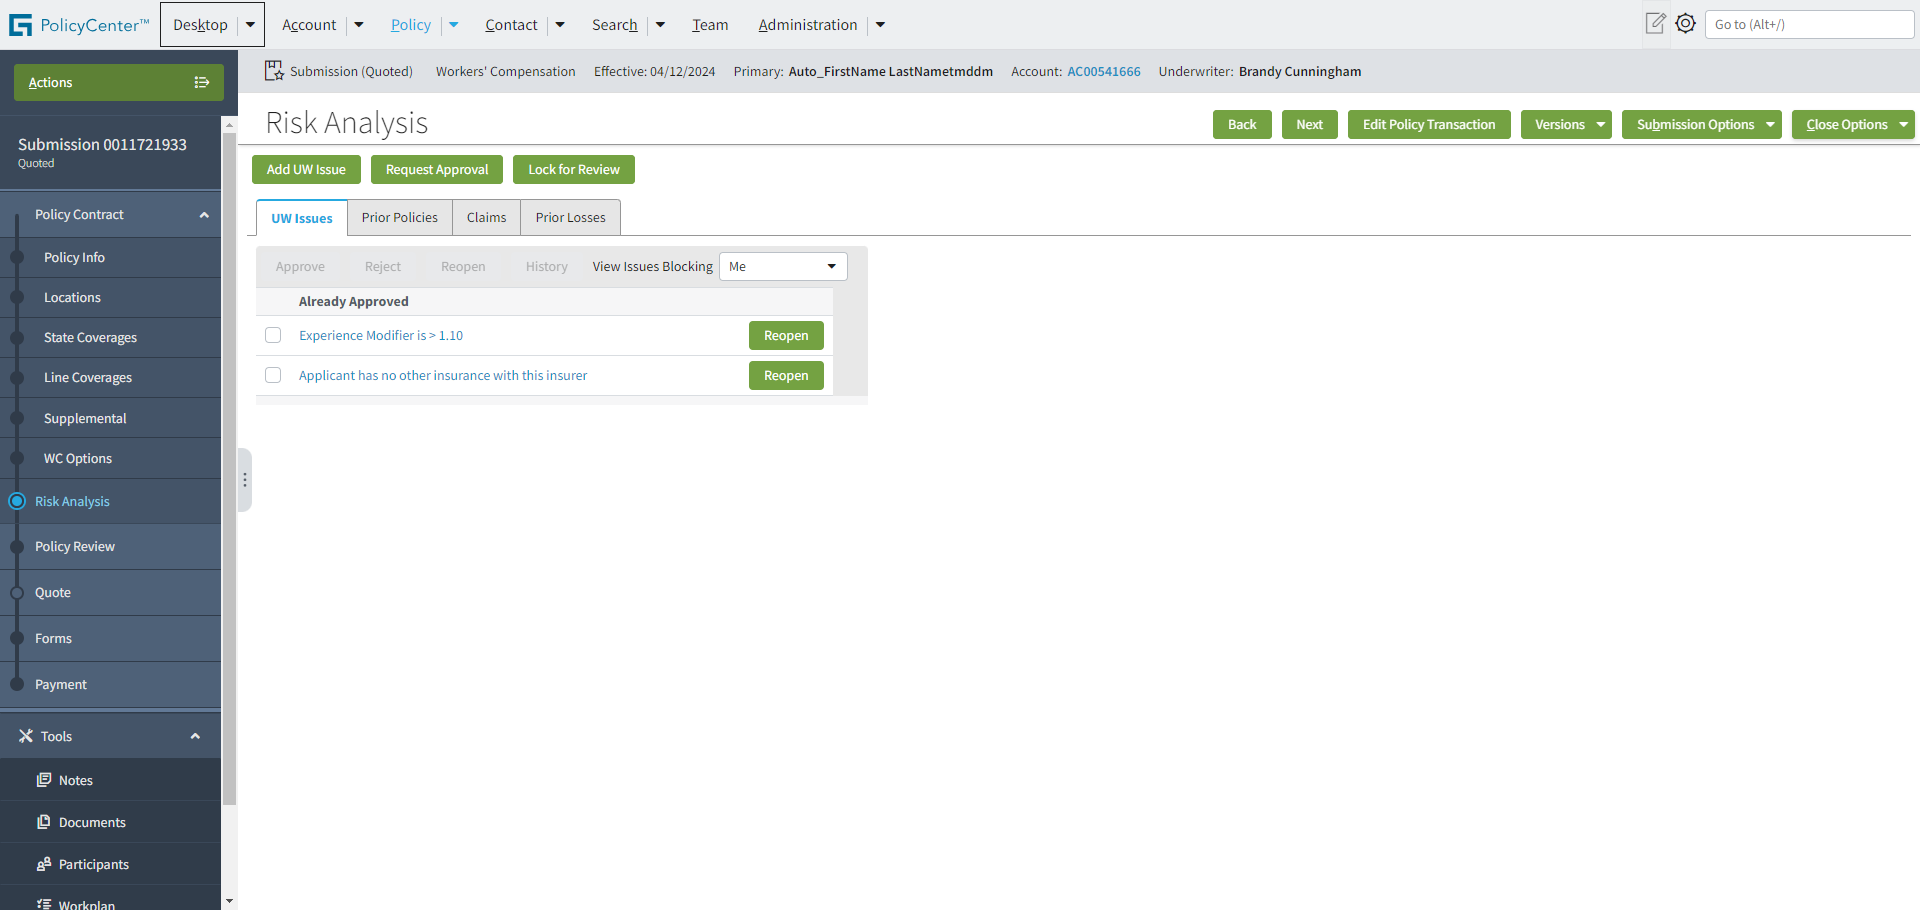 PolicyCenter™
Desktop
Account
Policy
Contact
Search
Team
Administration
Go to (Alt+/)
Actions
Submission (Quoted) Workers' Compensation Effective: 04/12/2024 Primary: Auto_FirstName LastNametmddm Account: AC00541666 Underwriter: Brandy Cunningham
Submission 0011721933
Quoted
Policy Contract
Policy Info
Locations
State Coverages
Line Coverages
Supplemental
WC Options
Risk Analysis
Policy Review
Quote
Forms
Payment
Tools
Notes
Documents
Participants
Workplan
Risk Analysis
Back
Next
Edit Policy Transaction
Versions
Submission Options
Close Options
Add UW Issue
Request Approval
Lock for Review
UW Issues
Prior Policies
Claims
Prior Losses
Approve
Reject
Reopen
History
View Issues Blocking
Me
Already Approved
Experience Modifier is > 1.10
Reopen
Applicant has no other insurance with this insurer
Reopen